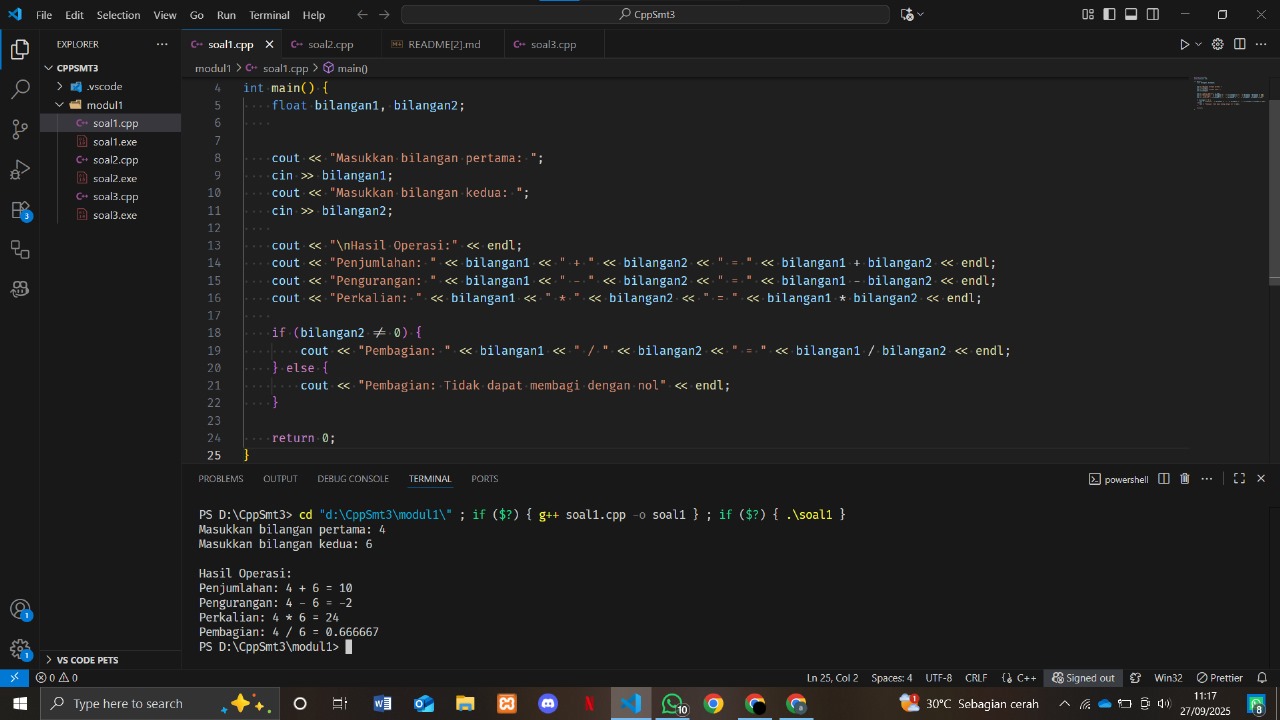 File Edit Selection View Go Run Terminal Help
CppSmt3
EXPLORER
CPPSMT3
.vscode
modul1
soal1.cpp
soal1.exe
soal2.cpp
soal2.exe
soal3.cpp
soal3.exe
VS CODE PETS
soal1.cpp soal2.cpp README[2].md soal3.cpp
modul1 > soal1.cpp > main()
4 int main() {
5 float bilangan1, bilangan2;
6
7
8 cout << "Masukkan bilangan pertama: ";
9 cin >> bilangan1;
10 cout << "Masukkan bilangan kedua: ";
11 cin >> bilangan2;
12
13 cout << "\nHasil Operasi:" << endl;
14 cout << "Penjumlahan: " << bilangan1 << " + " << bilangan2 << " = " << bilangan1 + bilangan2 << endl;
15 cout << "Pengurangan: " << bilangan1 << " - " << bilangan2 << " = " << bilangan1 - bilangan2 << endl;
16 cout << "Perkalian: " << bilangan1 << " * " << bilangan2 << " = " << bilangan1 * bilangan2 << endl;
17
18 if (bilangan2 ≠ 0) {
19 cout << "Pembagian: " << bilangan1 << " / " << bilangan2 << " = " << bilangan1 / bilangan2 << endl;
20 } else {
21 cout << "Pembagian: Tidak dapat membagi dengan nol" << endl;
22 }
23
24 return 0;
25 }
PROBLEMS OUTPUT DEBUG CONSOLE TERMINAL PORTS
powershell
PS D:\CppSmt3> cd "d:\CppSmt3\modul1\" ; if ($?) { g++ soal1.cpp -o soal1 } ; if ($?) { .\soal1 }
Masukkan bilangan pertama: 4
Masukkan bilangan kedua: 6
Hasil Operasi:
Penjumlahan: 4 + 6 = 10
Pengurangan: 4 - 6 = -2
Perkalian: 4 * 6 = 24
Pembagian: 4 / 6 = 0.666667
PS D:\CppSmt3\modul1>
3
1
1
0 0 Ln 25, Col 2 Spaces: 4 UTF-8 CRLF {} C++ Signed out Win32 Prettier
Type here to search
10
1
30°C Sebagian cerah
11:17
27/09/2025
8